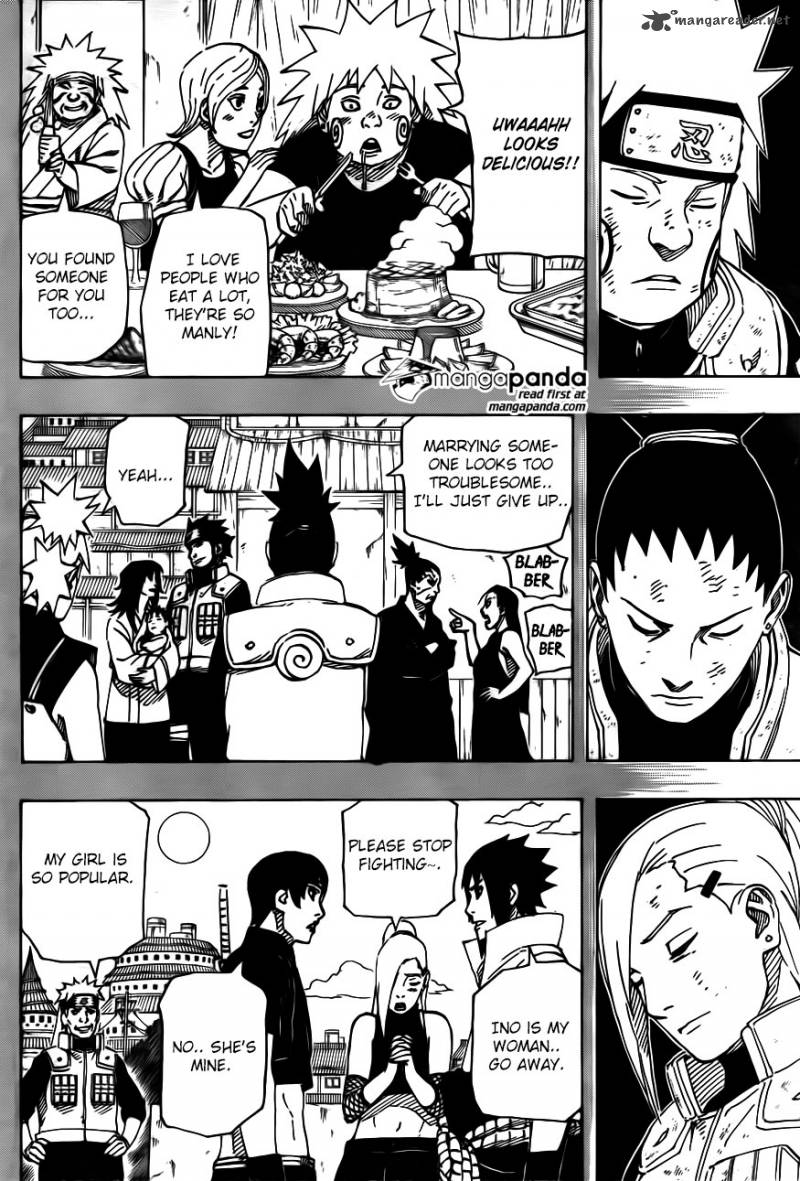 mangareader.net
忍
UWAAAHH
LOOKS
DELICIOUS!!
I LOVE
PEOPLE WHO
EAT A LOT,
THEY'RE SO
MANLY!
YOU FOUND
SOMEONE
FOR YOU
TOO...
mangapanda
read first at
mangapanda.com
MARRYING SOME-
ONE LOOKS TOO
TROUBLESOME..
I'LL JUST GIVE UP..
BLAB-
BER
BLAB-
BER
YEAH...
PLEASE STOP
FIGHTING~.
INO IS MY
WOMAN..
GO AWAY.
NO.. SHE'S
MINE.
MY GIRL IS
SO POPULAR.